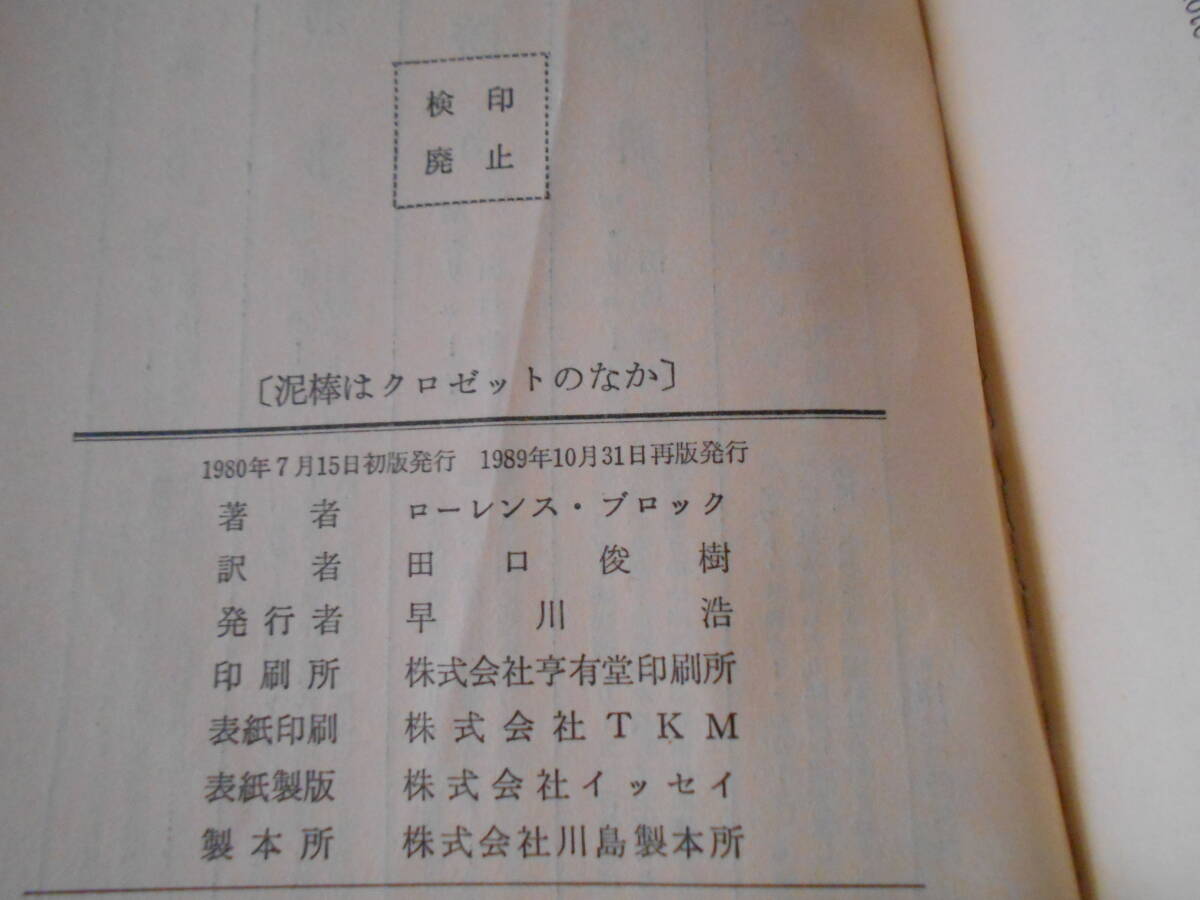 検印
廃止
〔泥棒はクロゼットのなか〕
1980年7月15日初版発行 1989年10月31日再版発行
著者 ローレンス・ブロック
訳者 田口俊樹
発行者 早川浩
印刷所 株式会社亨有堂印刷所
表紙印刷 株式会社TKM
表紙製版 株式会社イッセイ
製本所 株式会社川島製本所